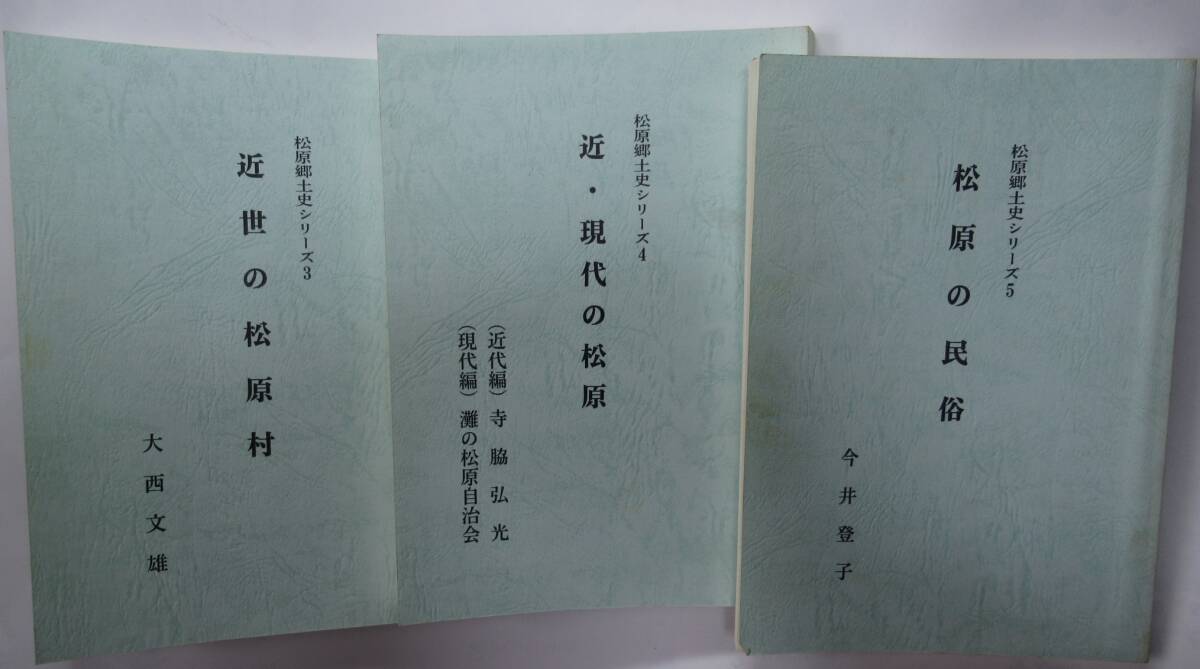 松原郷土史シリーズ3
近世の松原村
大西文雄
松原郷土史シリーズ4
近・現代の松原
（近代編）寺脇弘光
（現代編）灘の松原自治会
松原郷土史シリーズ5
松原の民俗
今井登子